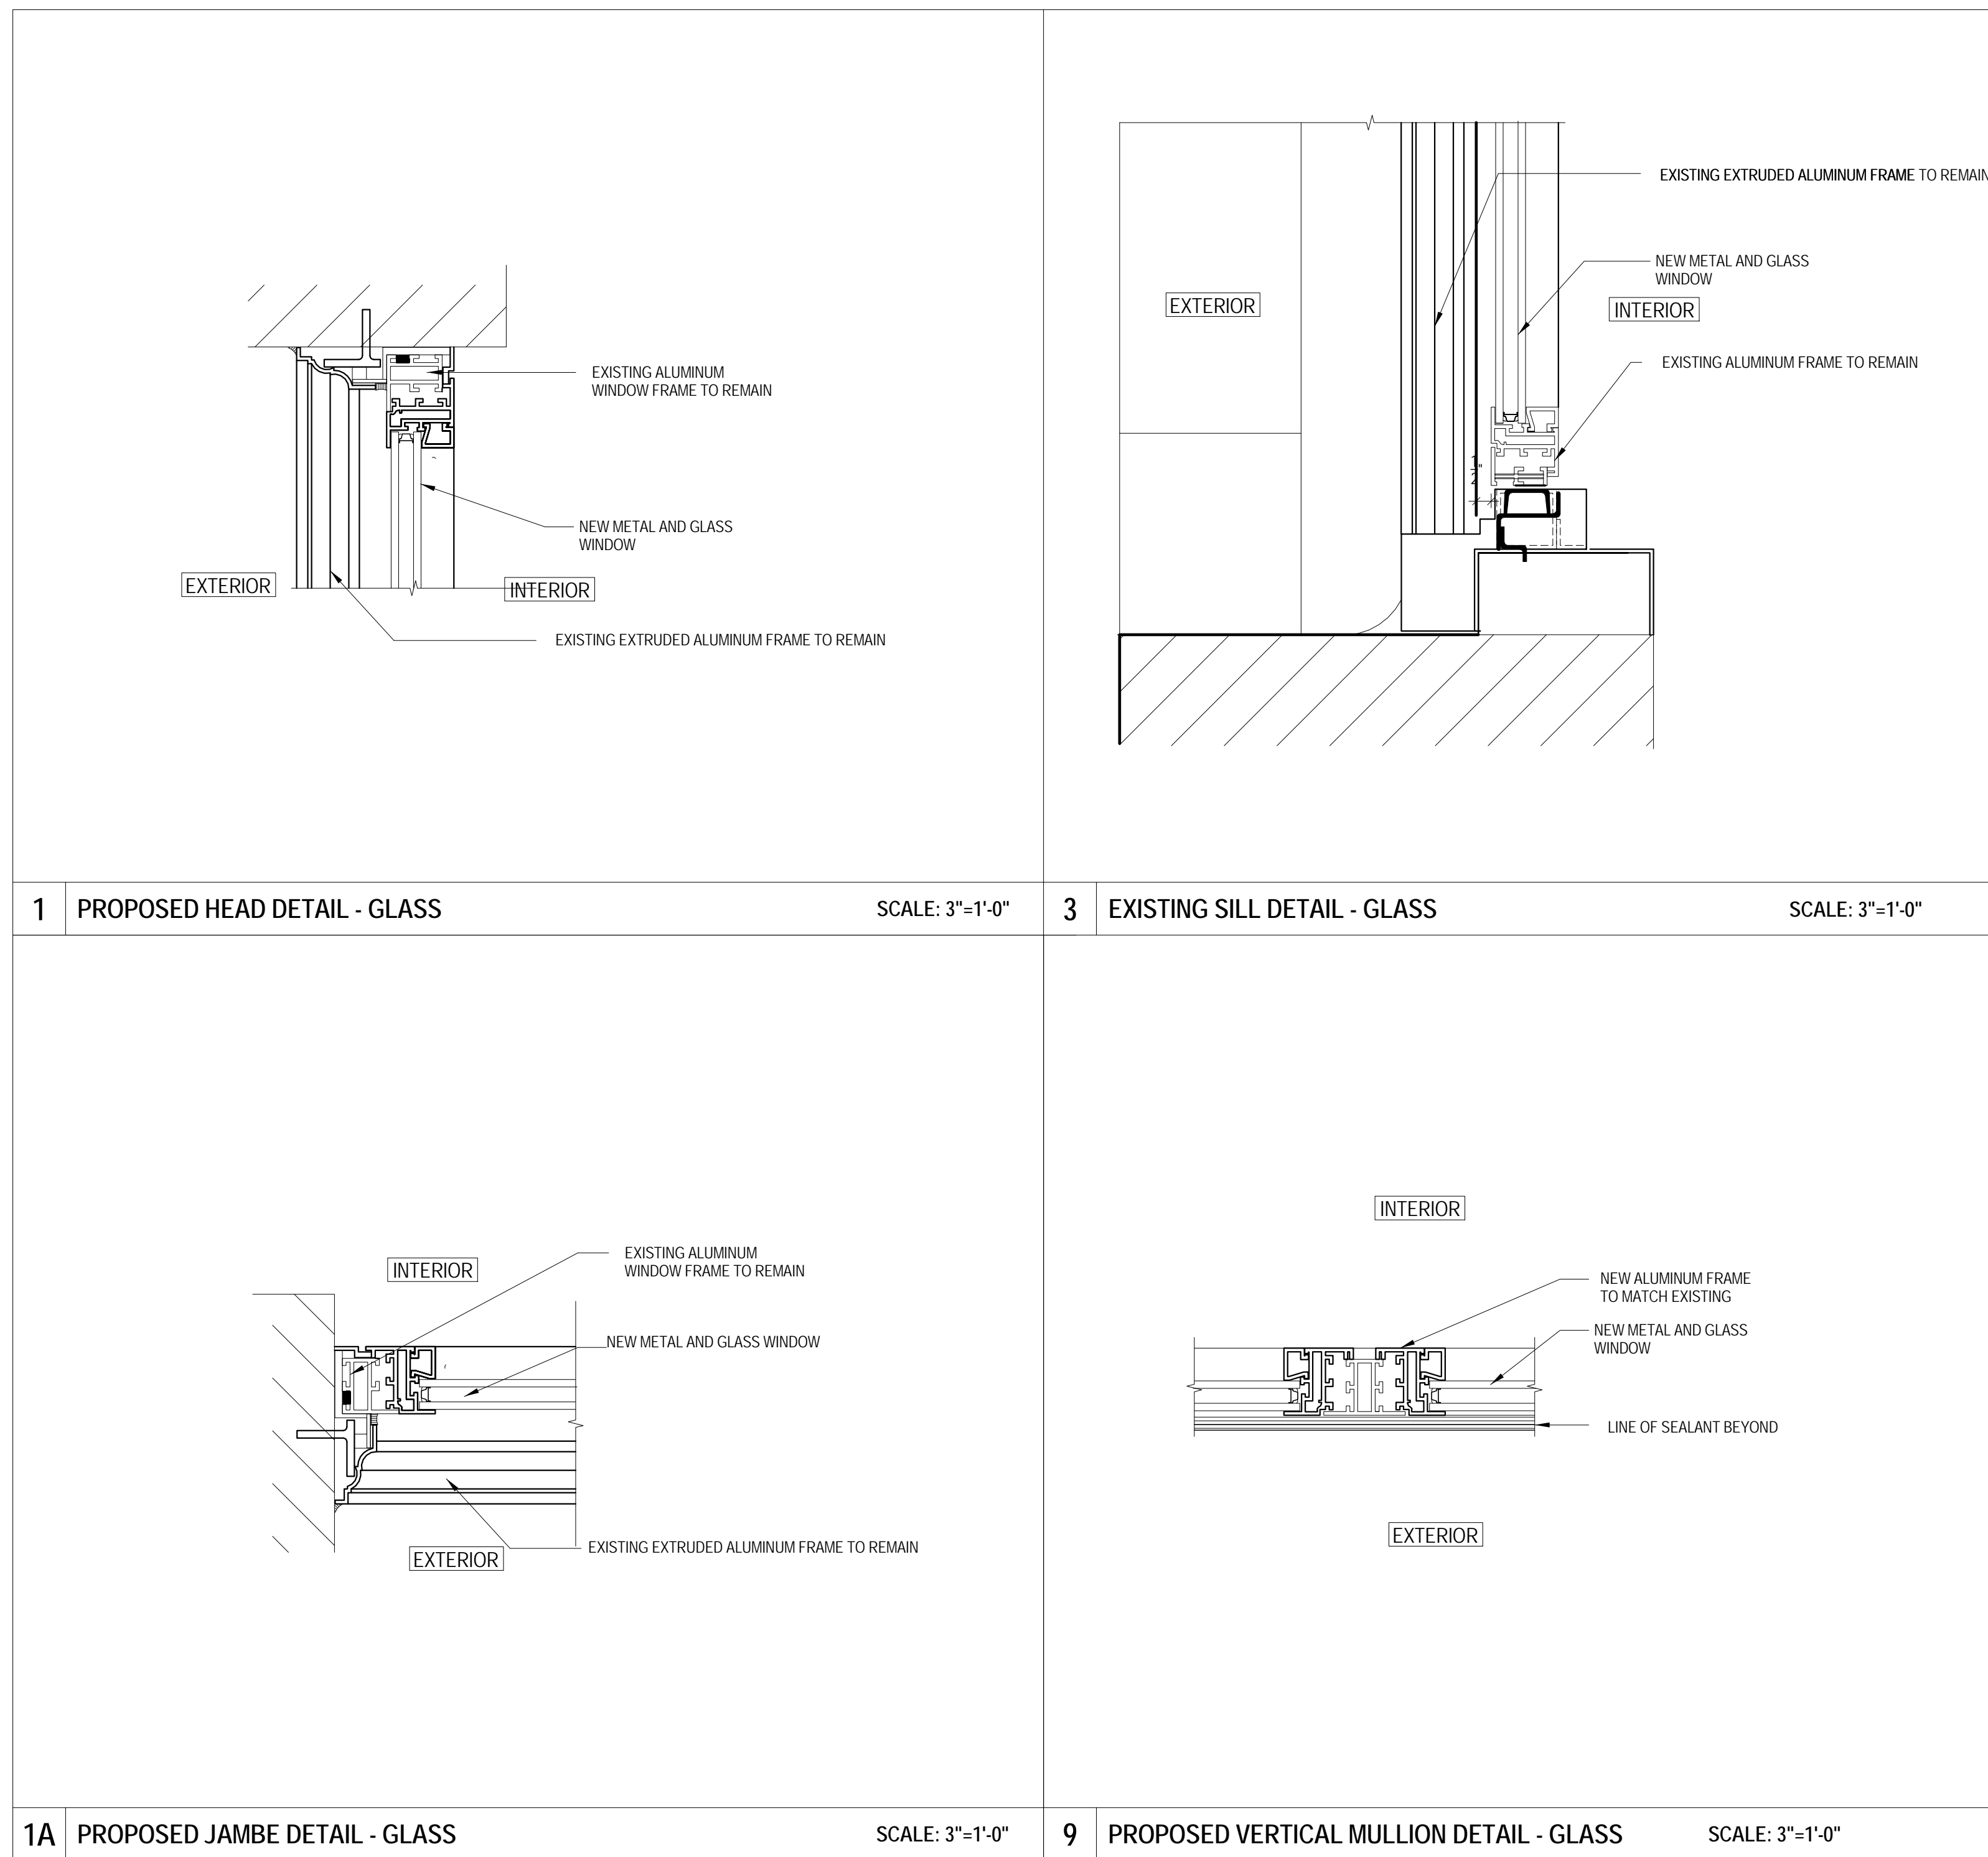 EXISTING ALUMINUM
WINDOW FRAME TO REMAIN
NEW METAL AND GLASS
WINDOW
EXTERIOR
INTERIOR
EXISTING EXTRUDED ALUMINUM FRAME TO REMAIN
1
PROPOSED HEAD DETAIL - GLASS
SCALE: 3"=1'-0"
EXISTING EXTRUDED ALUMINUM FRAME TO REMAIN
NEW METAL AND GLASS
WINDOW
EXTERIOR
INTERIOR
EXISTING ALUMINUM FRAME TO REMAIN
1/2"
3
EXISTING SILL DETAIL - GLASS
SCALE: 3"=1'-0"
EXISTING ALUMINUM
WINDOW FRAME TO REMAIN
INTERIOR
NEW METAL AND GLASS WINDOW
EXISTING EXTRUDED ALUMINUM FRAME TO REMAIN
EXTERIOR
1A
PROPOSED JAMBE DETAIL - GLASS
SCALE: 3"=1'-0"
INTERIOR
NEW ALUMINUM FRAME
TO MATCH EXISTING
NEW METAL AND GLASS
WINDOW
LINE OF SEALANT BEYOND
EXTERIOR
9
PROPOSED VERTICAL MULLION DETAIL - GLASS
SCALE: 3"=1'-0"